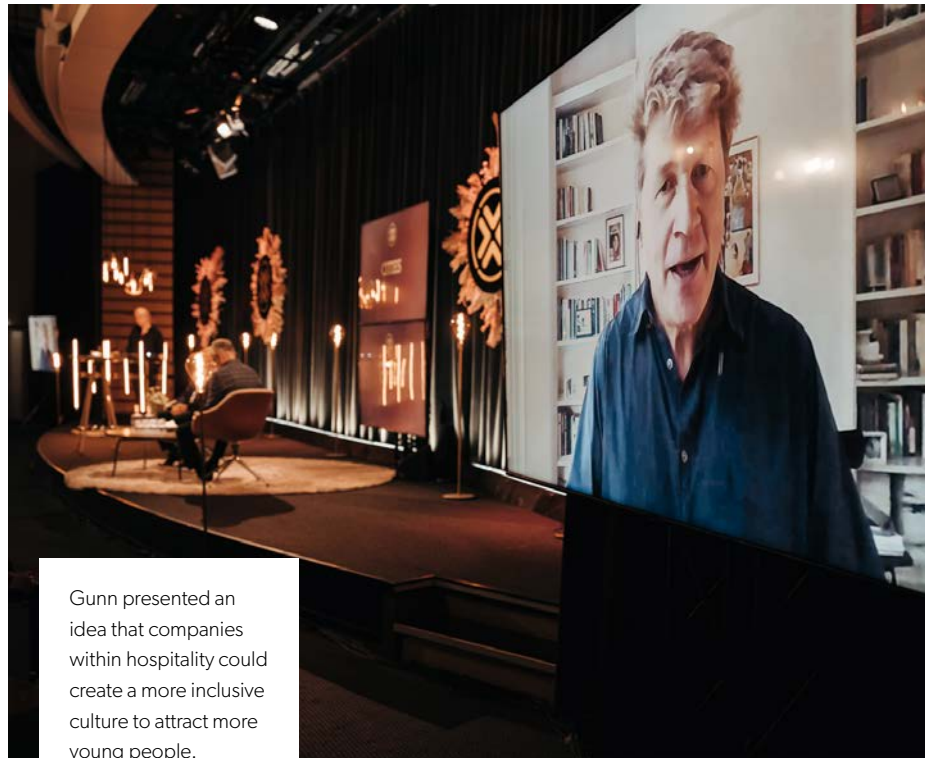 Gunn presented an
idea that companies
within hospitality could
create a more inclusive
culture to attract more
young people.